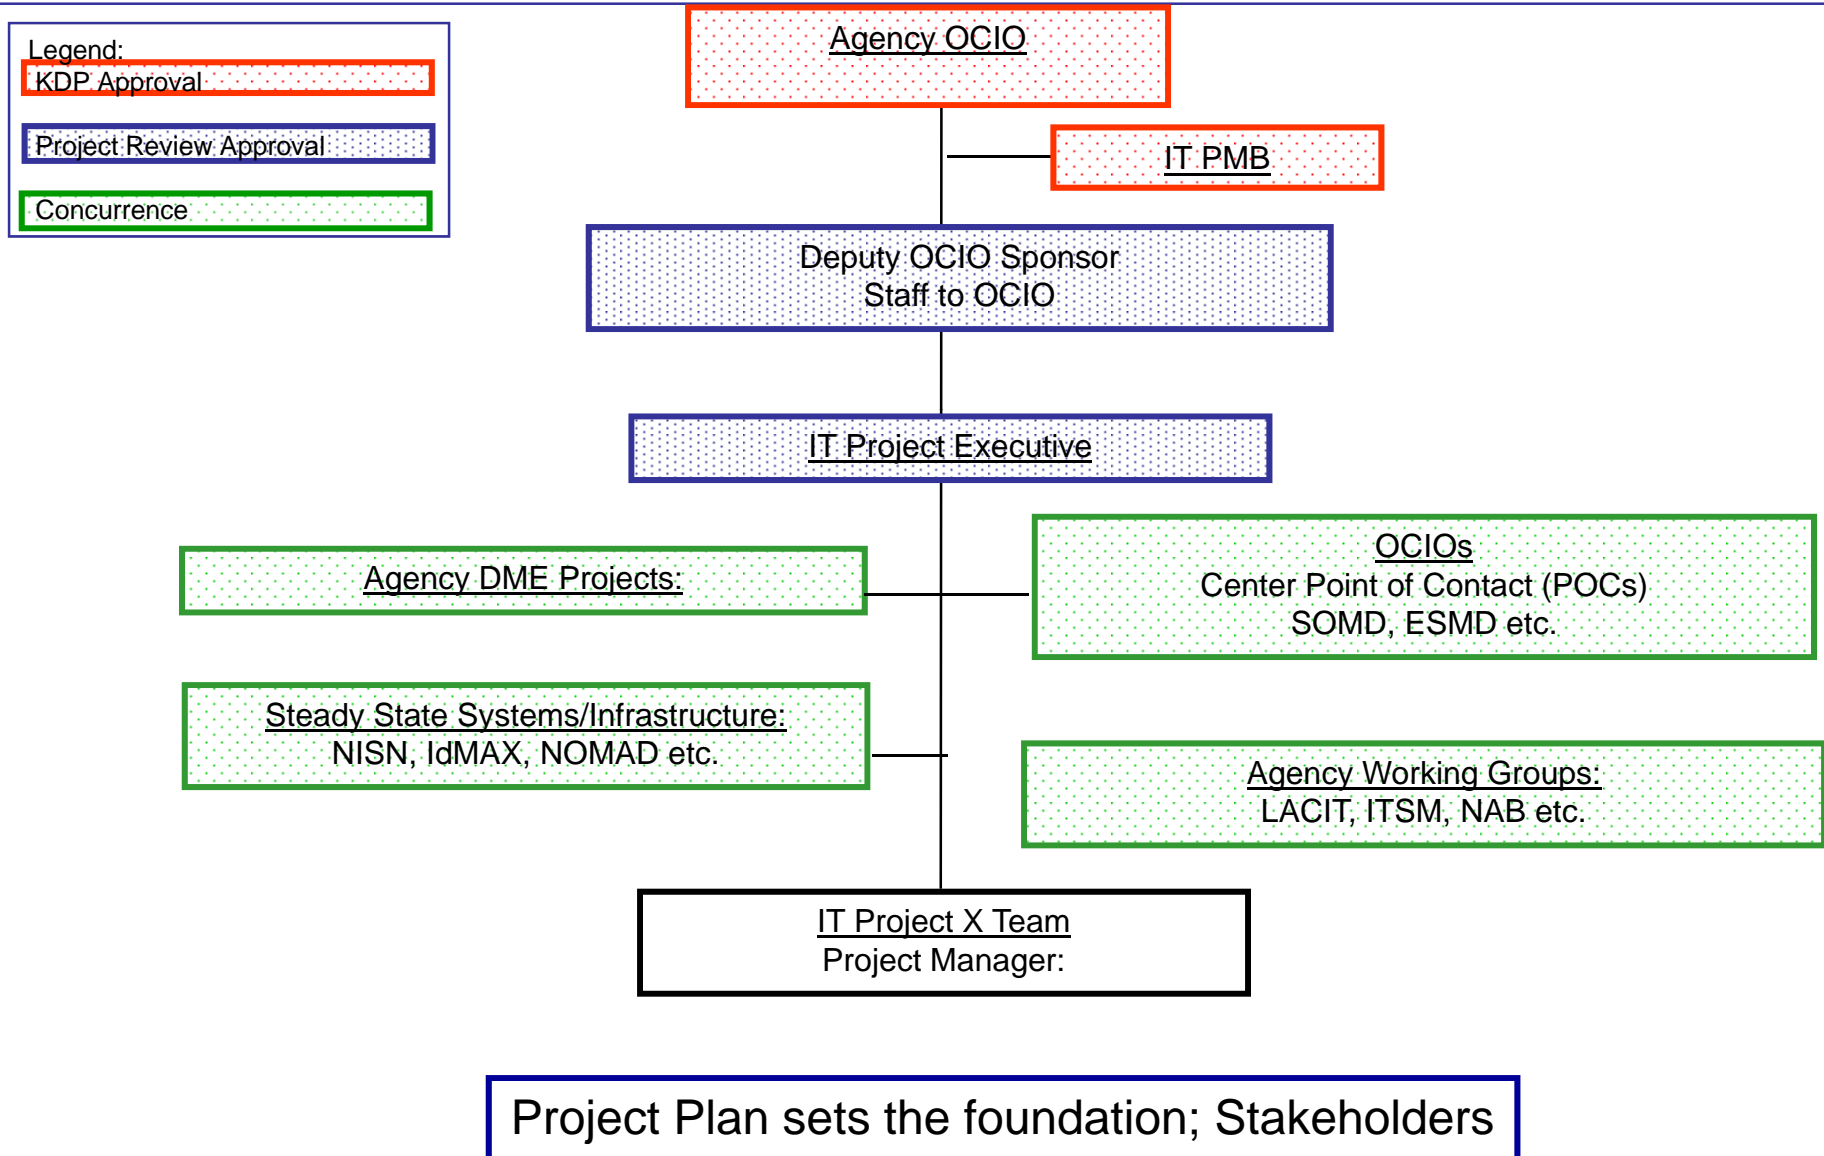 Legend:
KDP Approval
Project Review Approval
Concurrence
Agency OCIO
IT PMB
Deputy OCIO Sponsor
Staff to OCIO
IT Project Executive
Agency DME Projects:
OCIOs
Center Point of Contact (POCs)
SOMD, ESMD etc.
Steady State Systems/Infrastructure:
NISN, IdMAX, NOMAD etc.
Agency Working Groups:
LACIT, ITSM, NAB etc.
IT Project X Team
Project Manager:
Project Plan sets the foundation; Stakeholders